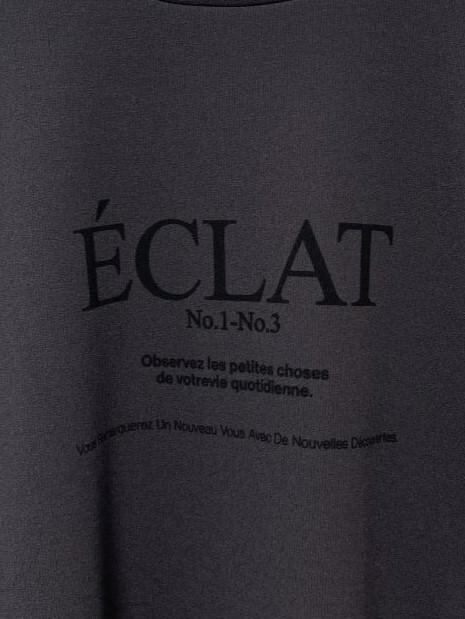 ÉCLAT
No.1-No.3
Observez les petites choses
de votrevie quotidienne.
Vous Remarquerez Un Nouveau Vous Avec De Nouvelles Découvertes.